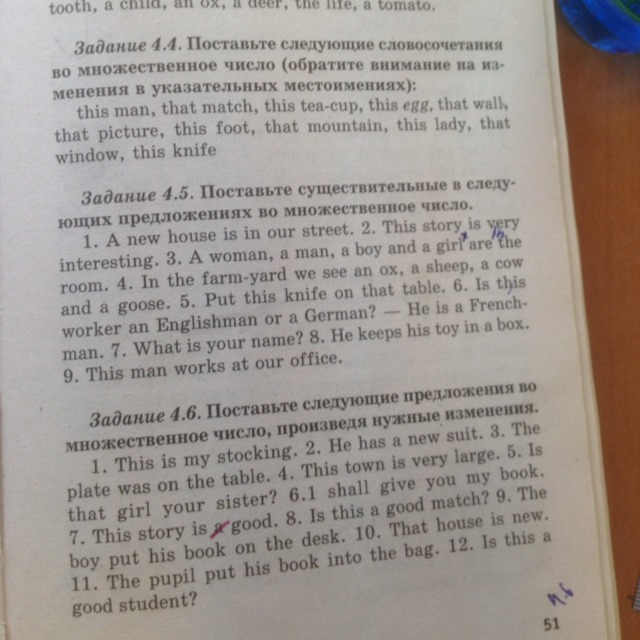 tooth, a child, an ox, a deer, the life, a tomato.
Задание 4.4. Поставьте следующие словосочетания
во множественное число (обратите внимание на из-
менения в указательных местоимениях):
this man, that match, this tea-cup, this egg, that wall,
that picture, this foot, that mountain, this lady, that
window, this knife
Задание 4.5. Поставьте существительные в следу-
ющих предложениях во множественное число.
1. A new house is in our street. 2. This story is very
interesting. 3. A woman, a man, a boy and a girl are the
room. 4. In the farm-yard we see an ox, a sheep, a cow
and a goose. 5. Put this knife on that table. 6. Is this
worker an Englishman or a German? — He is a French-
man. 7. What is your name? 8. He keeps his toy in a box.
9. This man works at our office.
Задание 4.6. Поставьте следующие предложения во
множественное число, произведя нужные изменения.
1. This is my stocking. 2. He has a new suit. 3. The
plate was on the table. 4. This town is very large. 5. Is
that girl your sister? 6.1 shall give you my book.
7. This story is a good. 8. Is this a good match? 9. The
boy put his book on the desk. 10. That house is new.
11. The pupil put his book into the bag. 12. Is this a
good student?
51